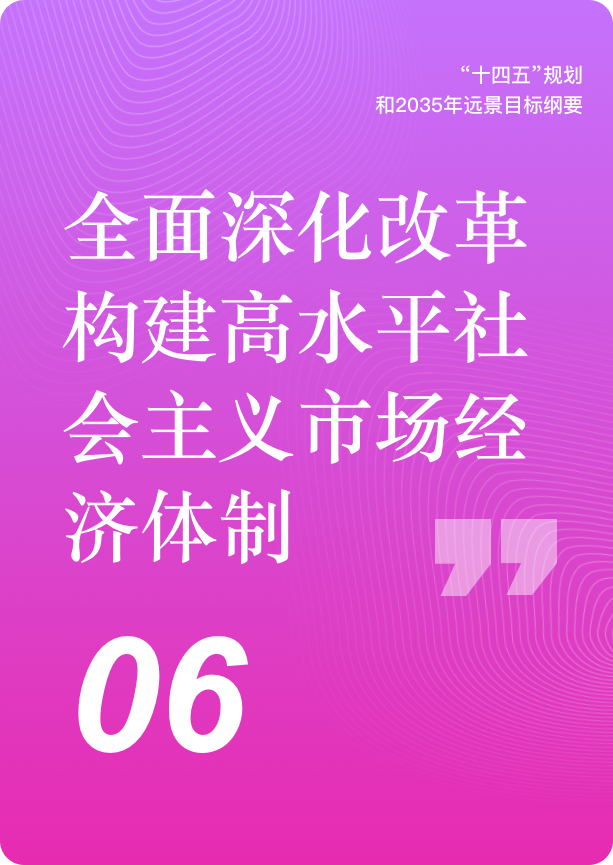 “十四五”规划
和2035年远景目标纲要
全面深化改革
构建高水平社
会主义市场经
济体制
06